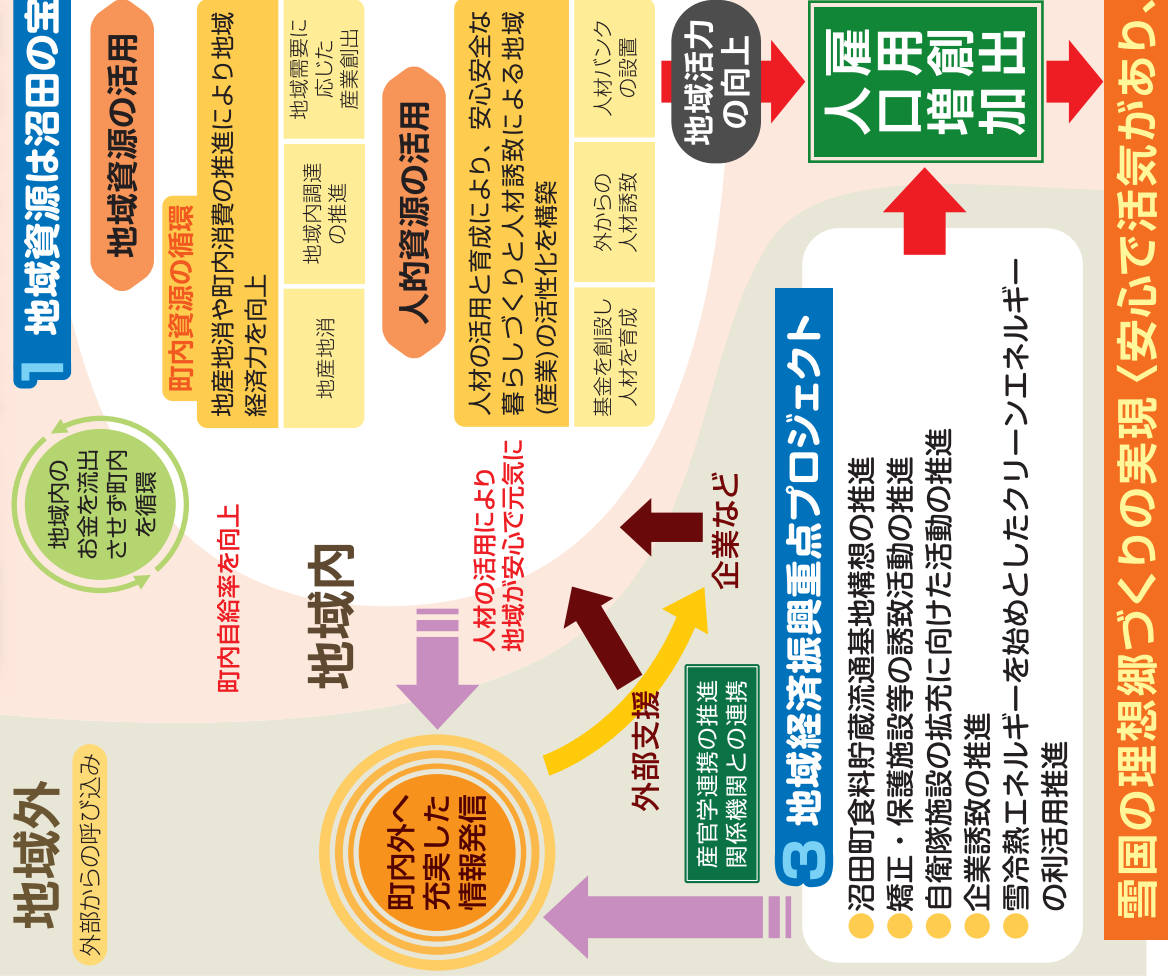 地域外
外部からの呼び込み
1 地域資源は沼田の宝
地域内の
お金を流出
させず町内
を循環
地域資源の活用
町内資源の循環
地産地消や町内消費の推進により地域
経済力を向上
地産地消
地域内調達
の推進
地域需要に
応じた
産業創出
町内自給率を向上
地域内
人的資源の活用
人材の活用と育成により、安心安全な
暮らしづくりと人材誘致による地域
(産業)の活性化を構築
基金を創設し
人材を育成
外からの
人材誘致
人材バンク
の設置
人材の活用により
地域が安心で元気に
町内外へ
充実した
情報発信
外部支援
企業など
産官学連携の推進
関係機関との連携
地域活力
の向上
雇用創出
人口増加
3 地域経済振興重点プロジェクト
●沼田町食料貯蔵流通基地構想の推進
●矯正・保護施設等の誘致活動の推進
●自衛隊施設の拡充に向けた活動の推進
●企業誘致の推進
●雪冷熱エネルギーを始めとしたクリーンエネルギー
の利活用推進
雪国の理想郷づくりの実現〈安心で活気があり、